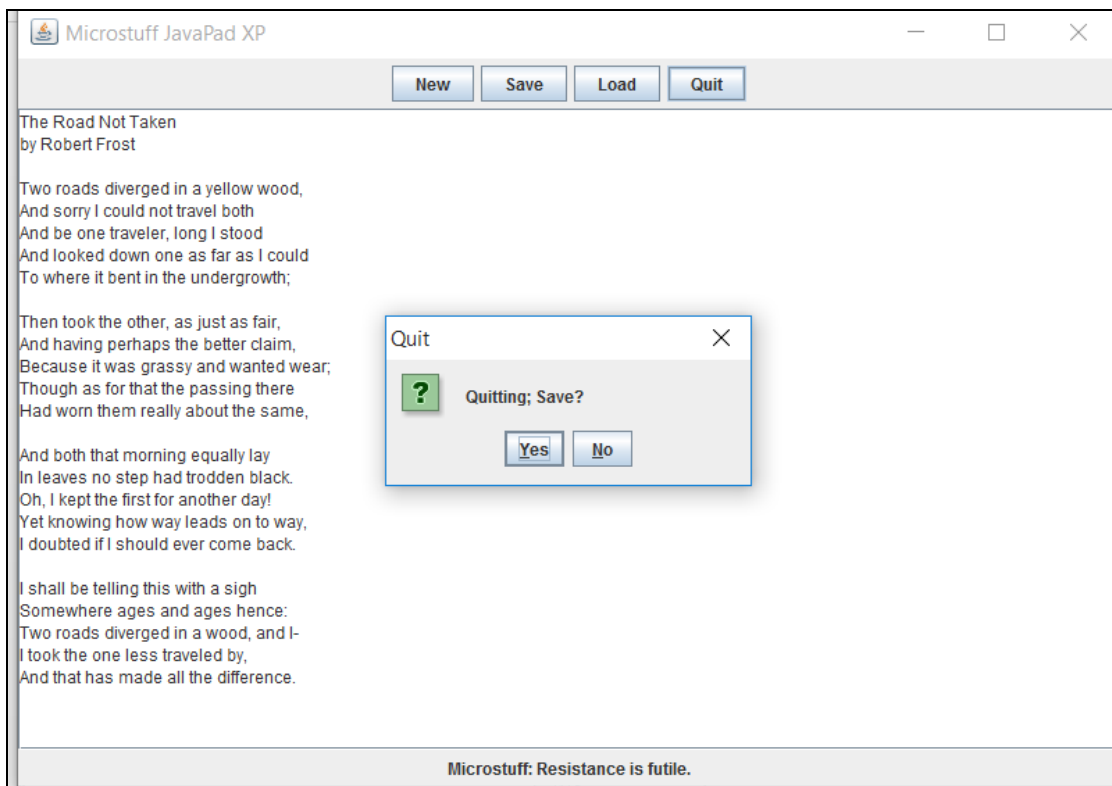 Microstuff JavaPad XP
New Save Load Quit
The Road Not Taken
by Robert Frost
Two roads diverged in a yellow wood,
And sorry I could not travel both
And be one traveler, long I stood
And looked down one as far as I could
To where it bent in the undergrowth;
Then took the other, as just as fair,
And having perhaps the better claim,
Because it was grassy and wanted wear;
Though as for that the passing there
Had worn them really about the same,
And both that morning equally lay
In leaves no step had trodden black.
Oh, I kept the first for another day!
Yet knowing how way leads on to way,
I doubted if I should ever come back.
I shall be telling this with a sigh
Somewhere ages and ages hence:
Two roads diverged in a wood, and I-
I took the one less traveled by,
And that has made all the difference.
Quit
Quitting; Save?
Yes No
Microstuff: Resistance is futile.